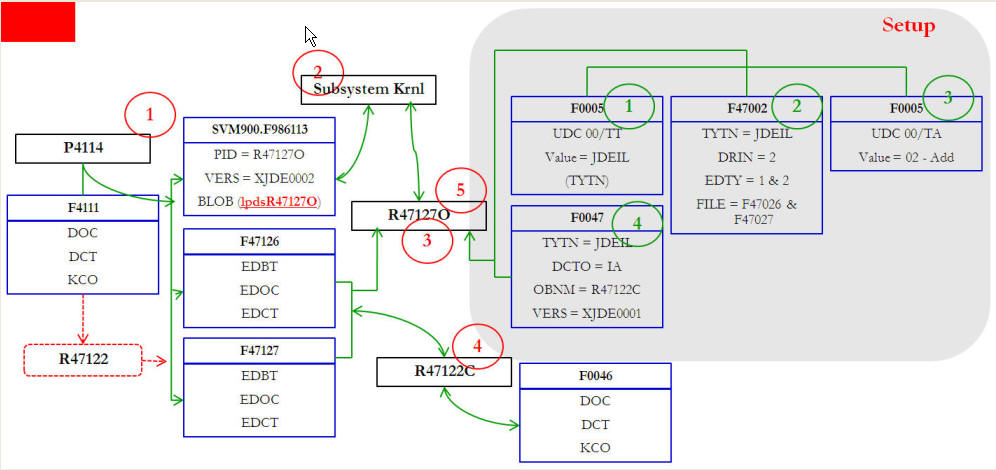 Setup
1
P4114
F4111
DOC
DCT
KCO
R47122
2
Subsystem Krnl
SVM900.F986113
PID = R47127O
VERS = XJDE0002
BLOB (lpdsR47127O)
F47126
EDBT
EDOC
EDCT
F47127
EDBT
EDOC
EDCT
5
R47127O
3
4
R47122C
F0046
DOC
DCT
KCO
F0005
1
UDC 00/TT
Value = JDEIL
(TYTN)
F47002
2
TYTN = JDEIL
DRIN = 2
EDTY = 1 & 2
FILE = F47026 &
F47027
F0005
3
UDC 00/TA
Value = 02 - Add
F0047
4
TYTN = JDEIL
DCTO = IA
OBNM = R47122C
VERS = XJDE0001